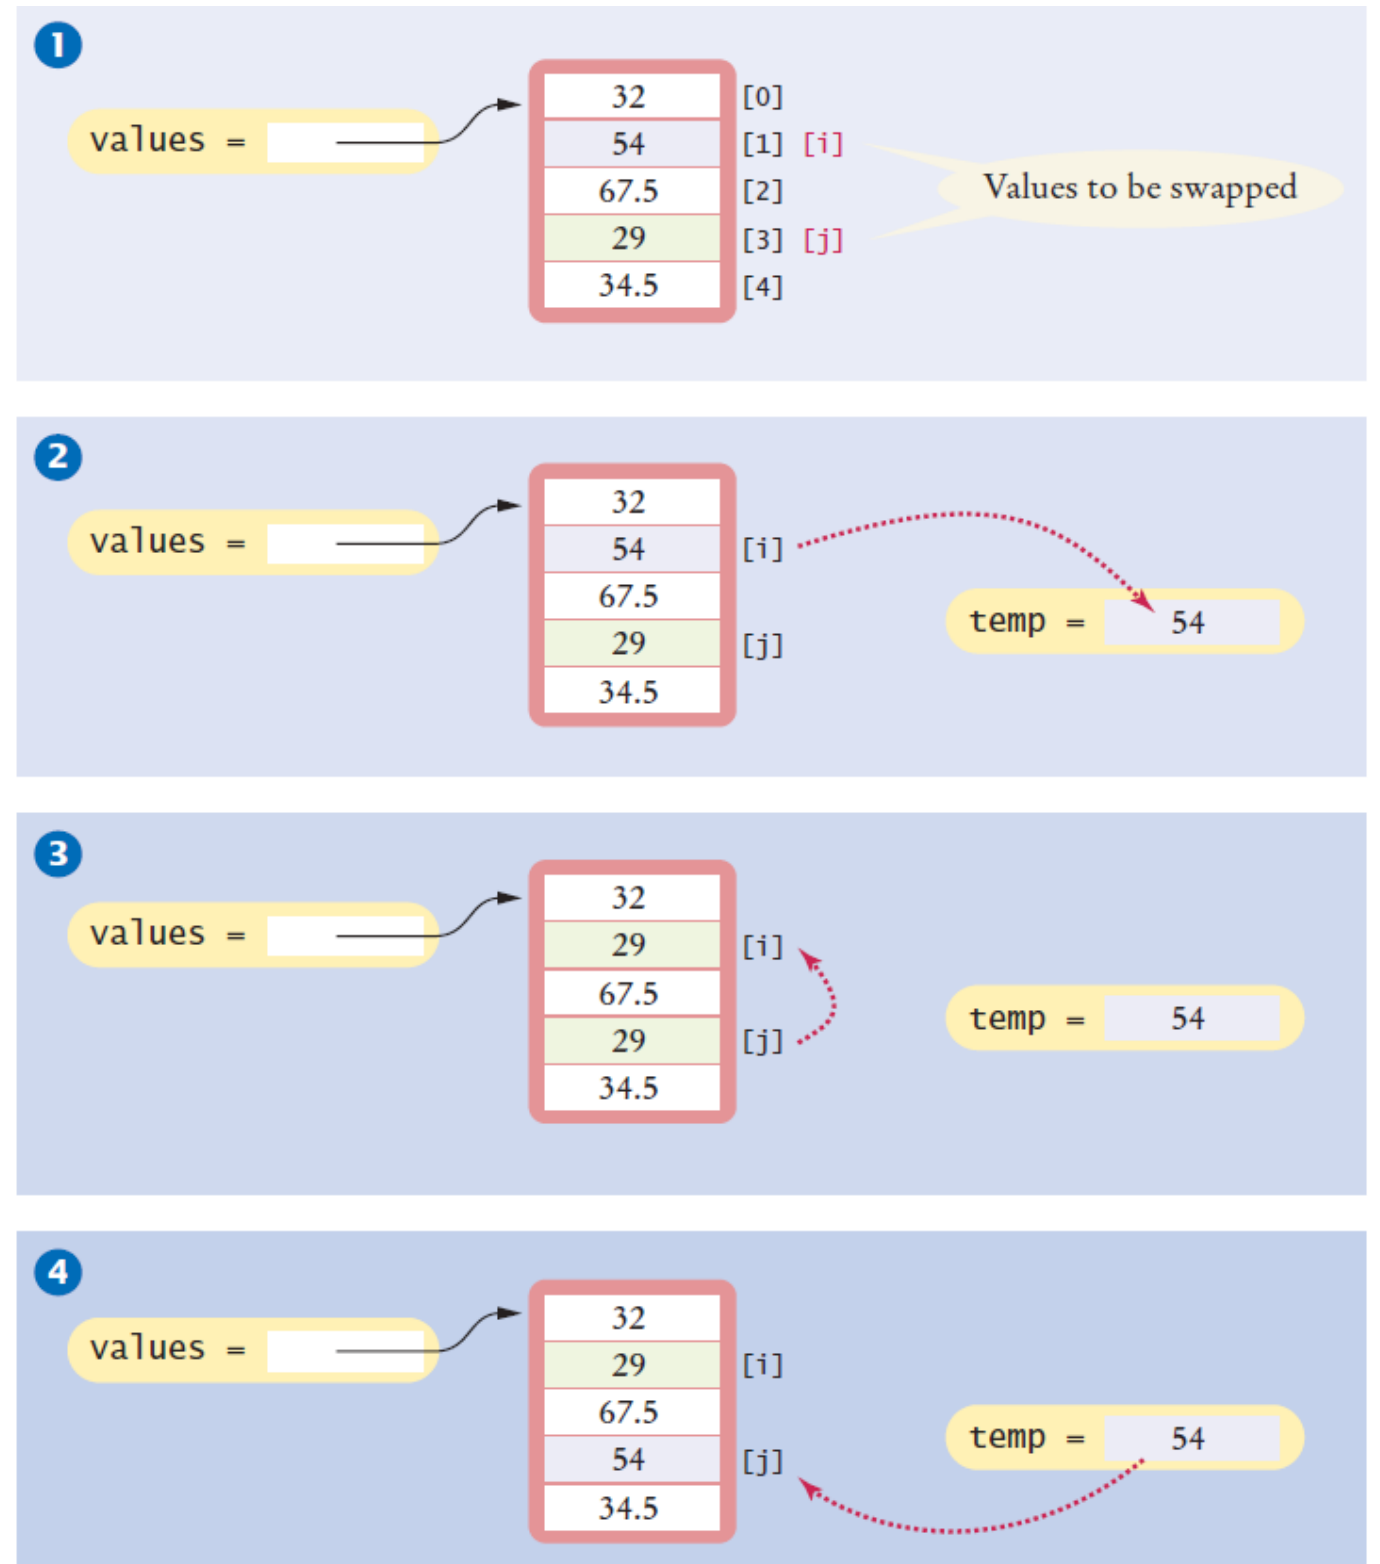 1
32 [0]
values = 54 [1] [i]
67.5 [2] Values to be swapped
29 [3] [j]
34.5 [4]
2
32
values = 54 [i]
67.5
temp = 54
29 [j]
34.5
3
32
values = 29 [i]
67.5
temp = 54
29 [j]
34.5
4
32
values = 29 [i]
67.5
temp = 54
54 [j]
34.5